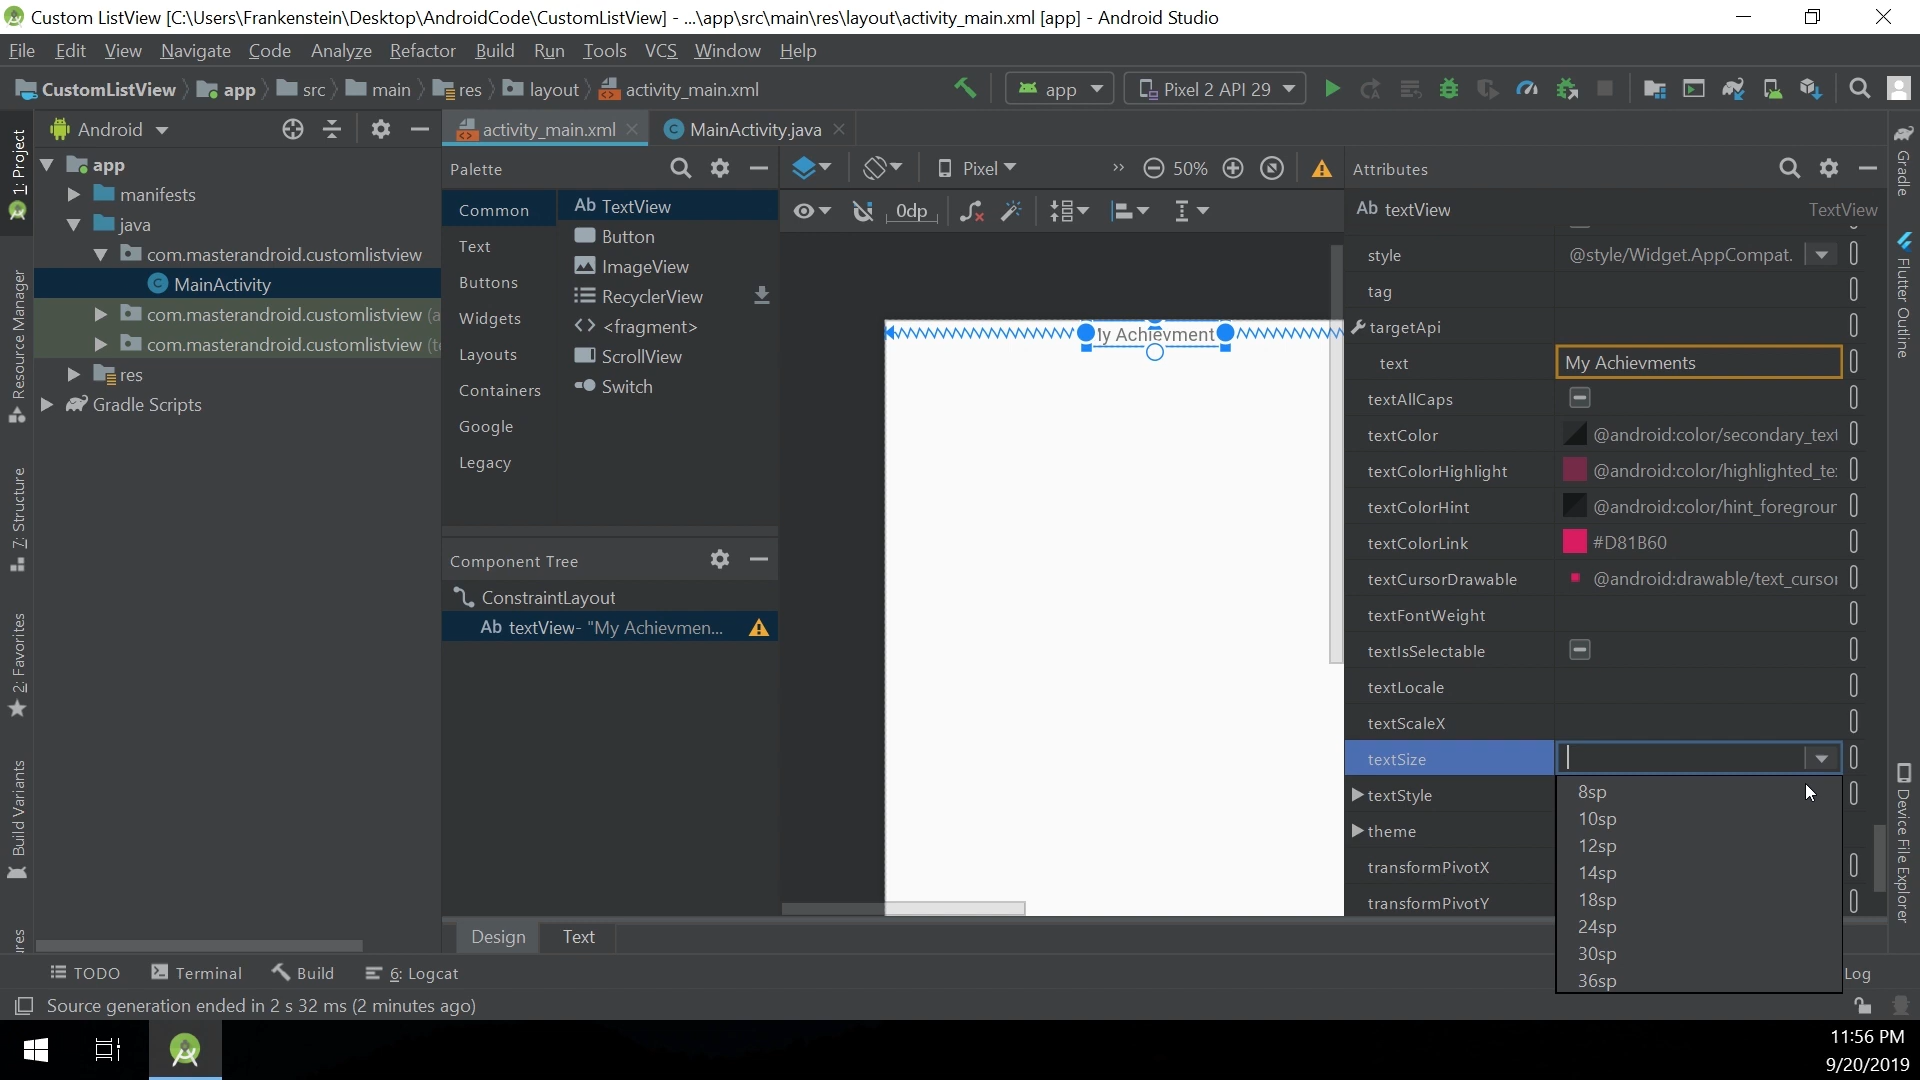 Custom ListView [C:\Users\Frankenstein\Desktop\AndroidCode\CustomListView] - ...\app\src\main\res\layout\activity_main.xml [app] - Android Studio
File Edit View Navigate Code Analyze Refactor Build Run Tools VCS Window Help
CustomListView app src main res layout activity_main.xml
app Pixel 2 API 29
Android
activity_main.xml MainActivity.java
1: Project
Resource Manager
7: Structure
2: Favorites
Build Variants
app
manifests
java
com.masterandroid.customlistview
MainActivity
com.masterandroid.customlistview (a
com.masterandroid.customlistview (te
res
Gradle Scripts
Palette
Common
Text
Buttons
Widgets
Layouts
Containers
Google
Legacy
Ab TextView
Button
ImageView
RecyclerView
<fragment>
ScrollView
Switch
Component Tree
ConstraintLayout
Ab textView- "My Achievmen...
Pixel » 50%
0dp
My Achievment
Attributes
Ab textView TextView
style @style/Widget.AppCompat.
tag
targetApi
text My Achievments
textAllCaps
textColor @android:color/secondary_text
textColorHighlight @android:color/highlighted_te:
textColorHint @android:color/hint_foregrour
textColorLink #D81B60
textCursorDrawable @android:drawable/text_cursor
textFontWeight
textIsSelectable
textLocale
textScaleX
textSize
textStyle
theme
transformPivotX
transformPivotY
8sp
10sp
12sp
14sp
18sp
24sp
30sp
36sp
Gradle
Flutter Outline
Device File Explorer
Design Text
TODO Terminal Build 6: Logcat
Log
Source generation ended in 2 s 32 ms (2 minutes ago)
11:56 PM
9/20/2019